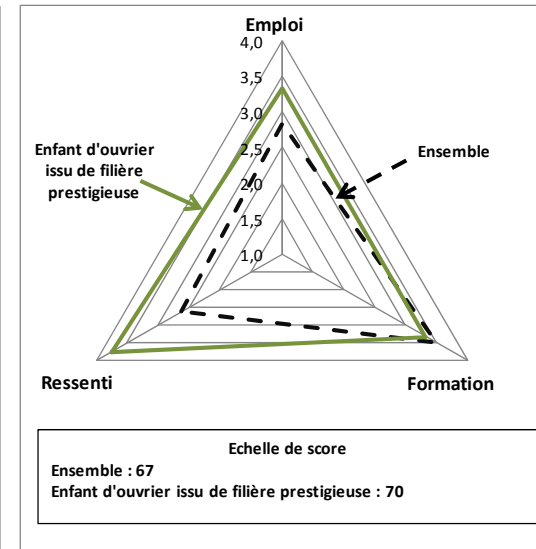 Emploi
4,0
3,5
3,0
2,5
2,0
1,5
1,0
Enfant d'ouvrier
issu de filière
prestigieuse
Ensemble
Ressenti
Formation
Echelle de score
Ensemble : 67
Enfant d'ouvrier issu de filière prestigieuse : 70